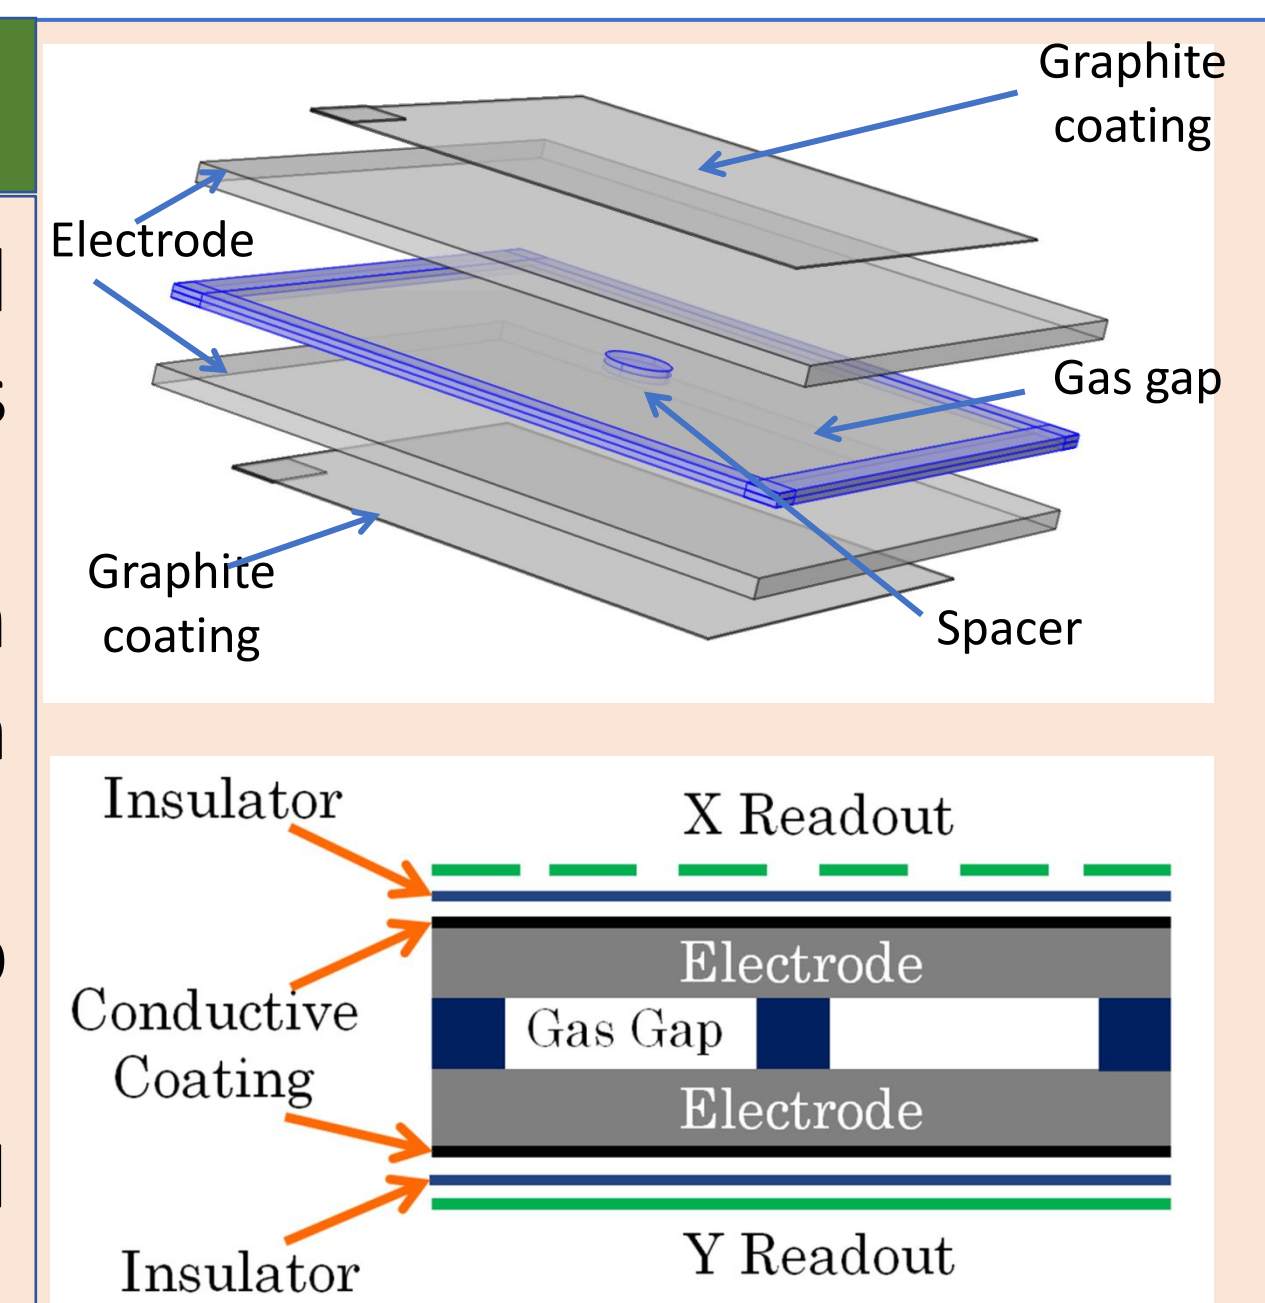 Graphite
coating
Electrode
Gas gap
Graphite
coating
Spacer
Insulator
X Readout
Electrode
Conductive
Coating
Gas Gap
Electrode
Insulator
Y Readout